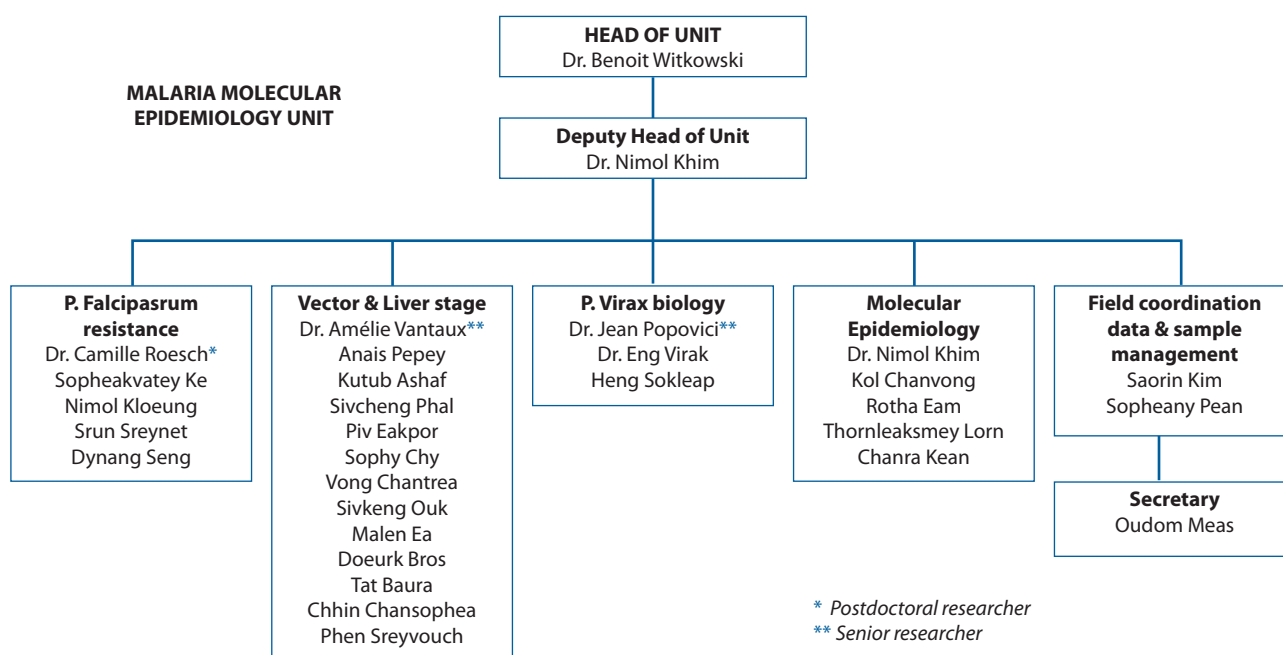 HEAD OF UNIT
Dr. Benoit Witkowski
MALARIA MOLECULAR
EPIDEMIOLOGY UNIT
Deputy Head of Unit
Dr. Nimol Khim
P. Falcipasrum
resistance
Dr. Camille Roesch*
Sopheakvatey Ke
Nimol Kloeung
Srun Sreynet
Dynang Seng
Vector & Liver stage
Dr. Amélie Vantaux**
Anais Pepey
Kutub Ashaf
Sivcheng Phal
Piv Eakpor
Sophy Chy
Vong Chantrea
Sivkeng Ouk
Malen Ea
Doeurk Bros
Tat Baura
Chhin Chansophea
Phen Sreyvouch
P. Virax biology
Dr. Jean Popovici**
Dr. Eng Virak
Heng Sokleap
Molecular
Epidemiology
Dr. Nimol Khim
Kol Chanvong
Rotha Eam
Thornleaksmey Lorn
Chanra Kean
Field coordination
data & sample
management
Saorin Kim
Sopheany Pean
Secretary
Oudom Meas
* Postdoctoral researcher
** Senior researcher